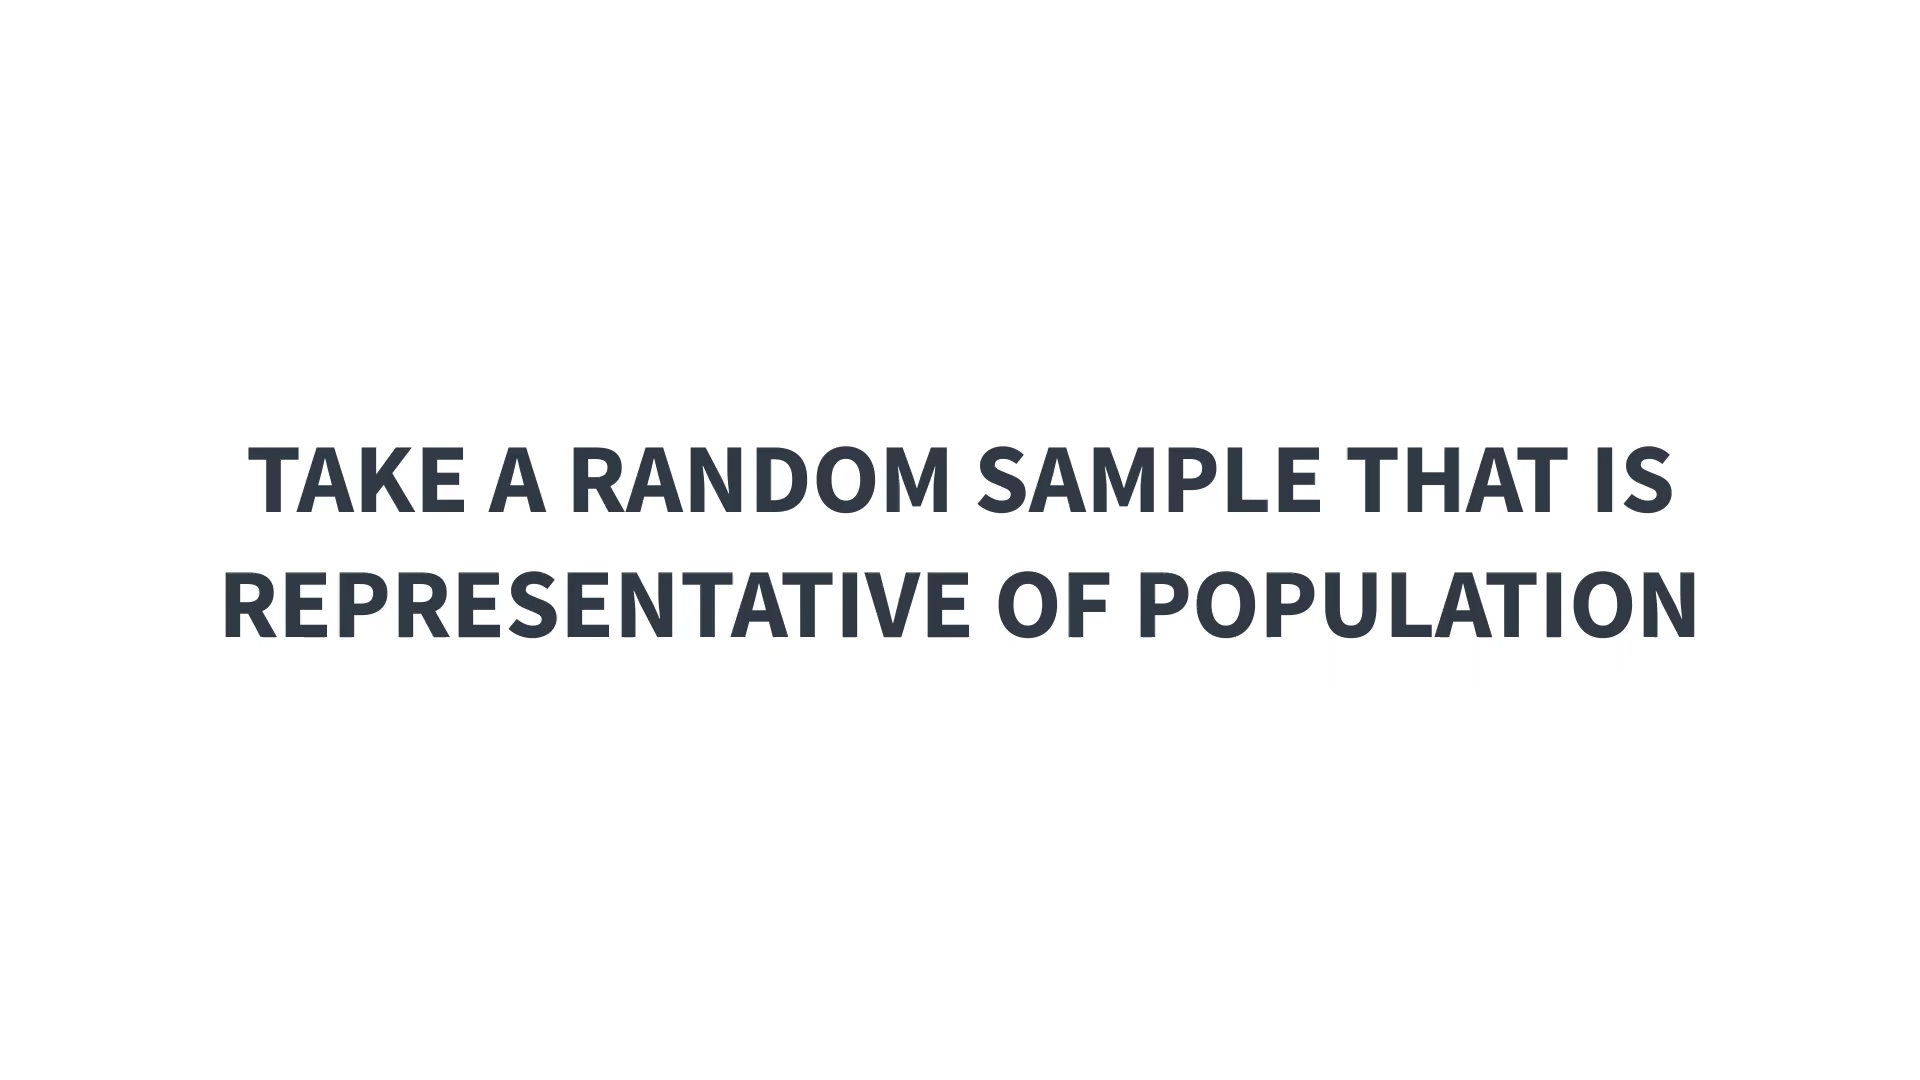 TAKE A RANDOM SAMPLE THAT IS
REPRESENTATIVE OF POPULATION